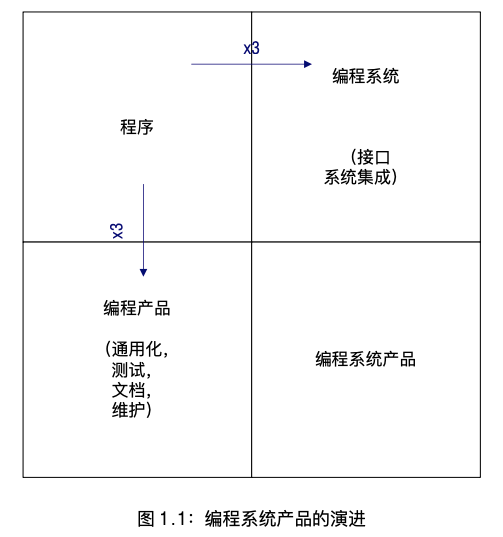 x3
编程系统
程序
（接口
系统集成）
x3
编程产品
（通用化，
测试，
文档，
维护）
编程系统产品
图 1.1：编程系统产品的演进